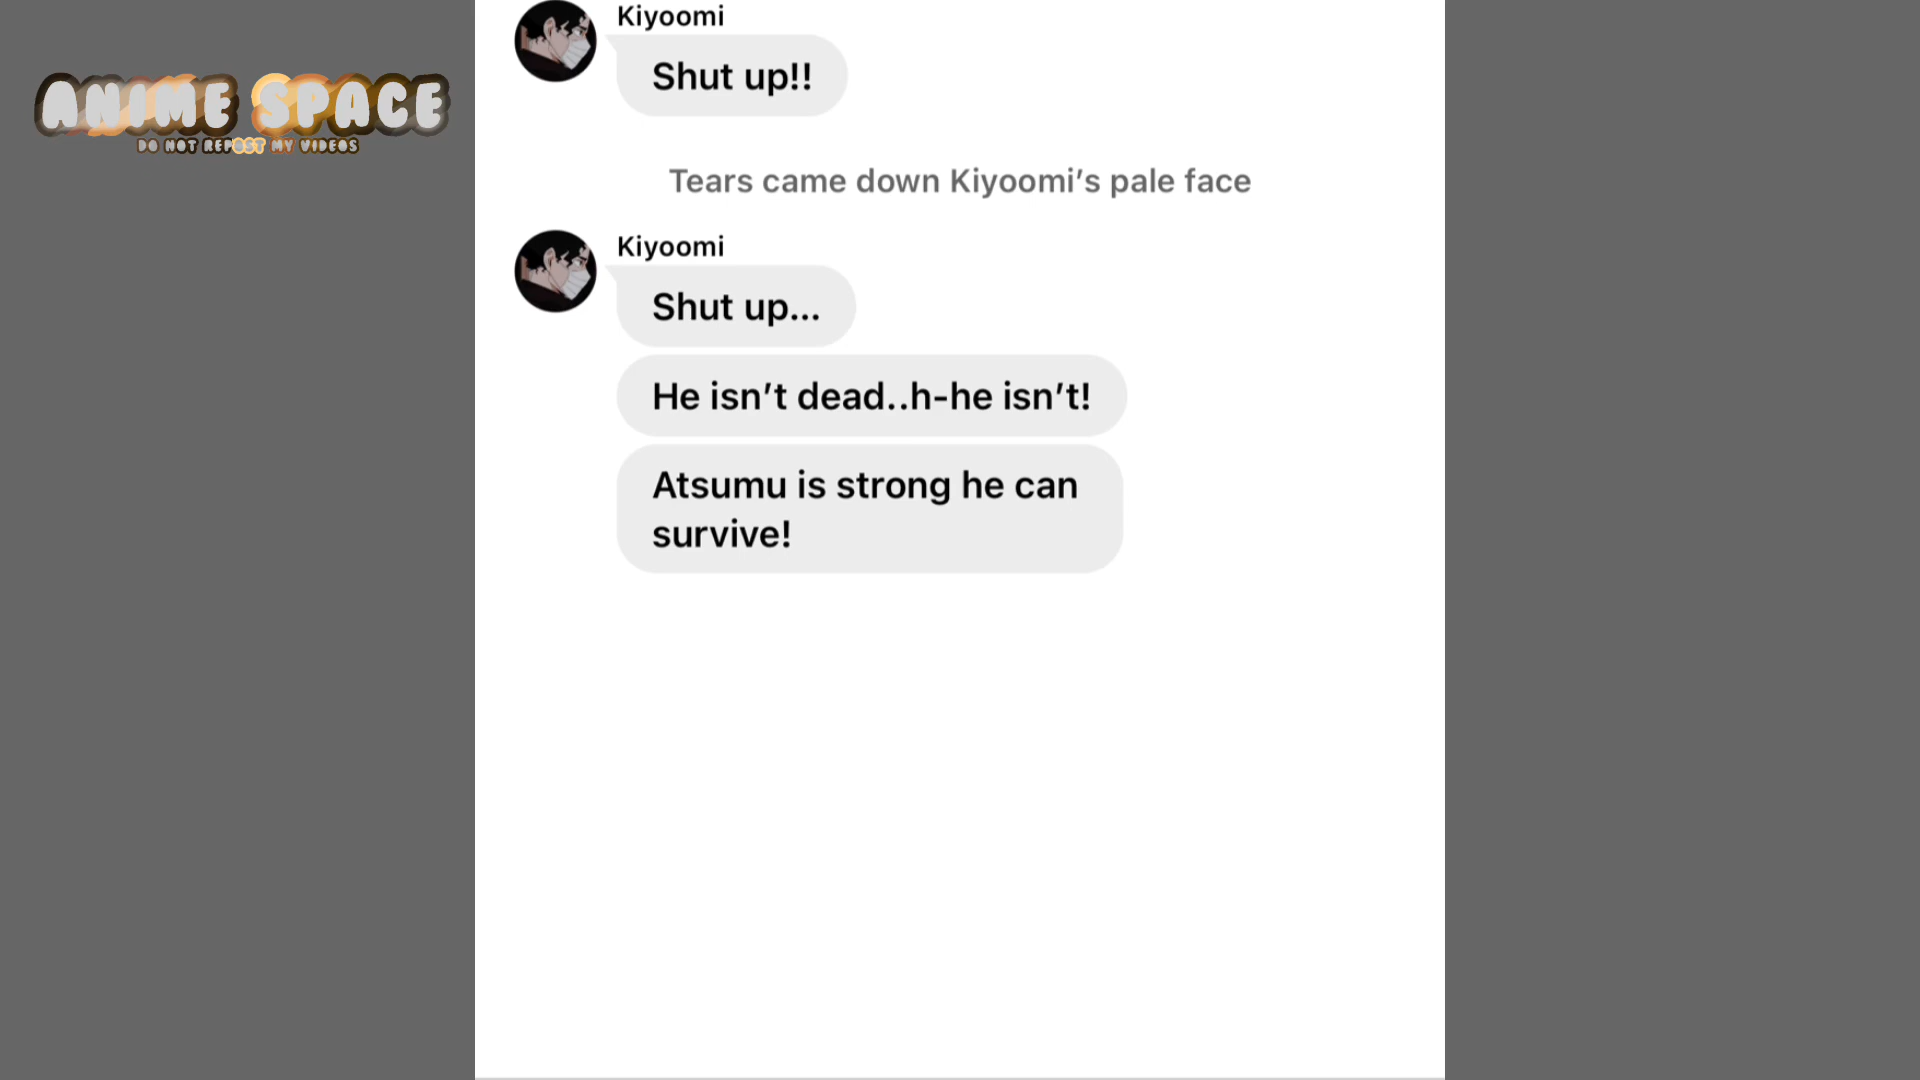 ANIME SPACE
DO NOT REPOST MY VIDEOS
Kiyoomi
Shut up!!
Tears came down Kiyoomi’s pale face
Kiyoomi
Shut up...
He isn’t dead..h-he isn’t!
Atsumu is strong he can
survive!